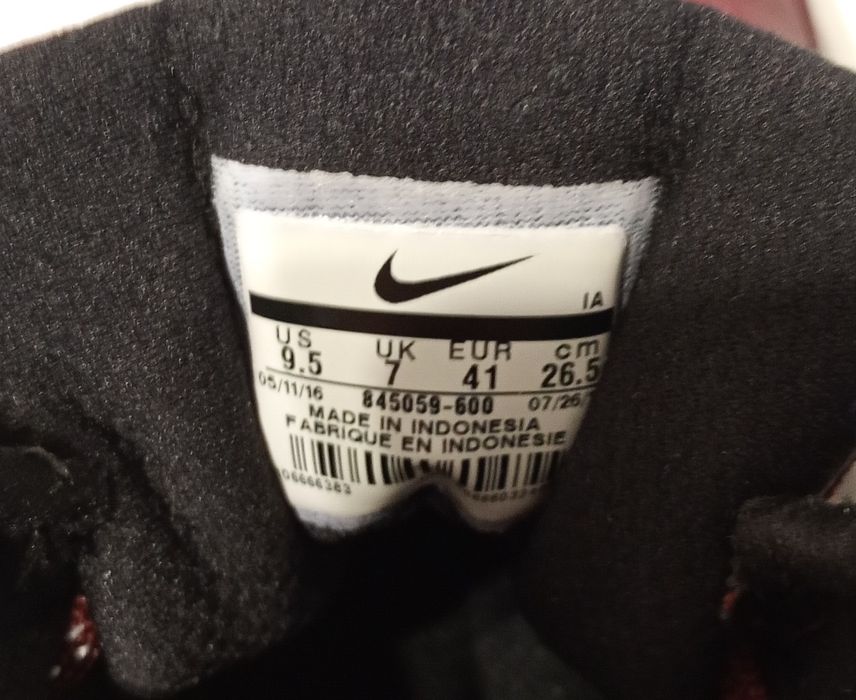 IA
US UK EUR cm
9.5 7 41 26.5
05/11/16 845059-600 07/26/
MADE IN INDONESIA
FABRIQUE EN INDONESIE
06666383